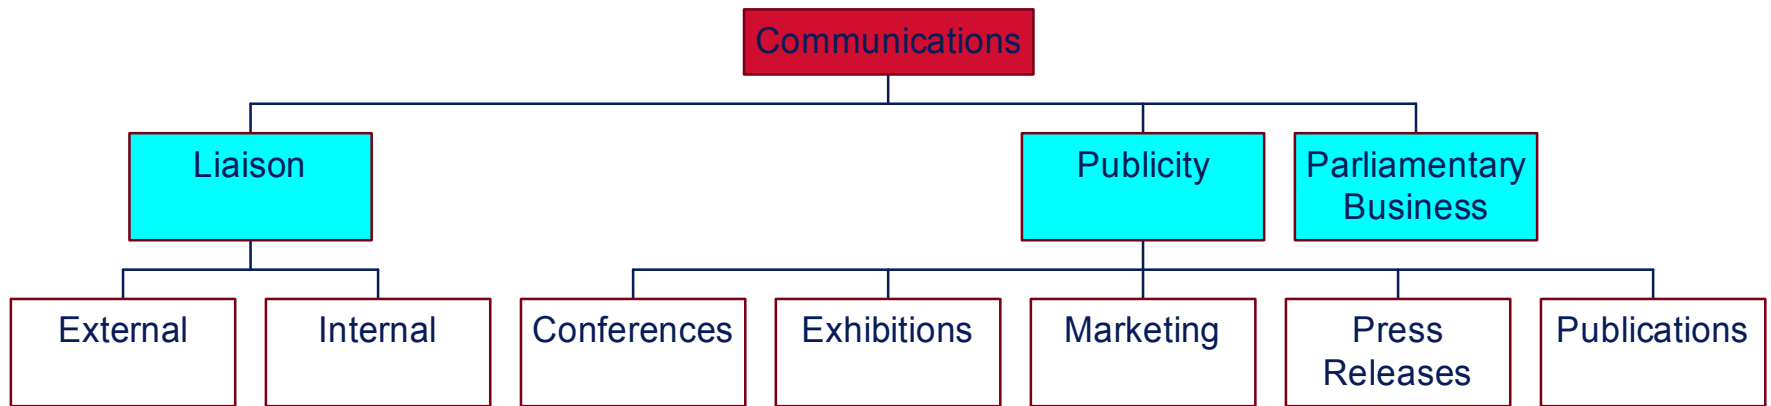 Communications
Liaison
Publicity
Parliamentary
Business
External
Internal
Conferences
Exhibitions
Marketing
Press
Releases
Publications